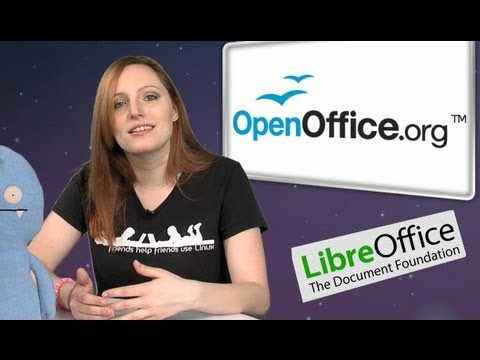 OpenOffice.org™
LibreOffice
The Document Foundation
friends help friends use Linux